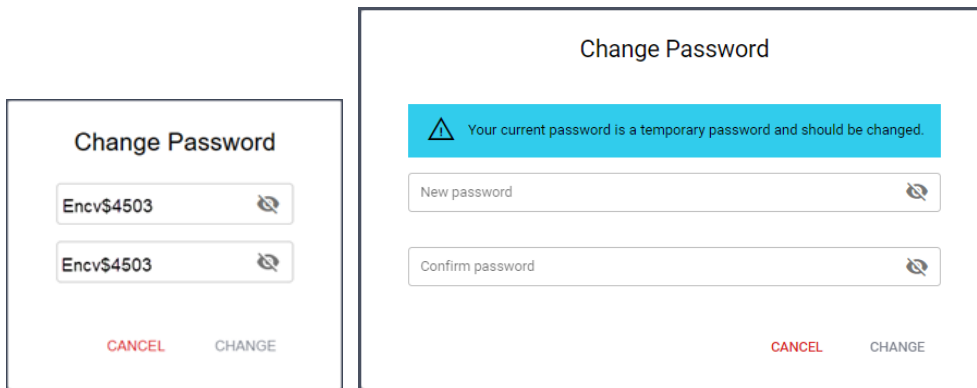 Change Password
Encv$4503
Encv$4503
CANCEL CHANGE
Change Password
Your current password is a temporary password and should be changed.
New password
Confirm password
CANCEL CHANGE